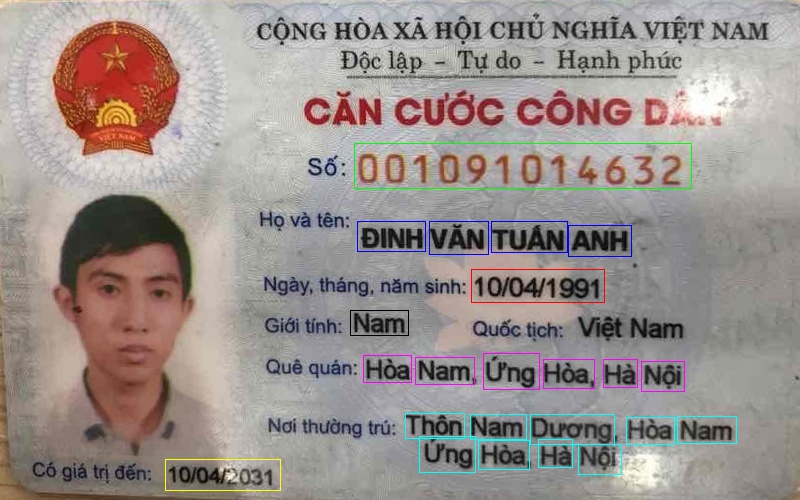 CỘNG HÒA XÃ HỘI CHỦ NGHĨA VIỆT NAM
Độc lập - Tự do - Hạnh phúc
CĂN CƯỚC CÔNG DÂN
VIỆT NAM
Số: 001091014632
Họ và tên: ĐINH VĂN TUẤN ANH
Ngày, tháng, năm sinh: 10/04/1991
Giới tính: Nam Quốc tịch: Việt Nam
Quê quán: Hòa Nam, Ứng Hòa, Hà Nội
Nơi thường trú: Thôn Nam Dương, Hòa Nam
Ứng Hòa, Hà Nội
Có giá trị đến: 10/04/2031